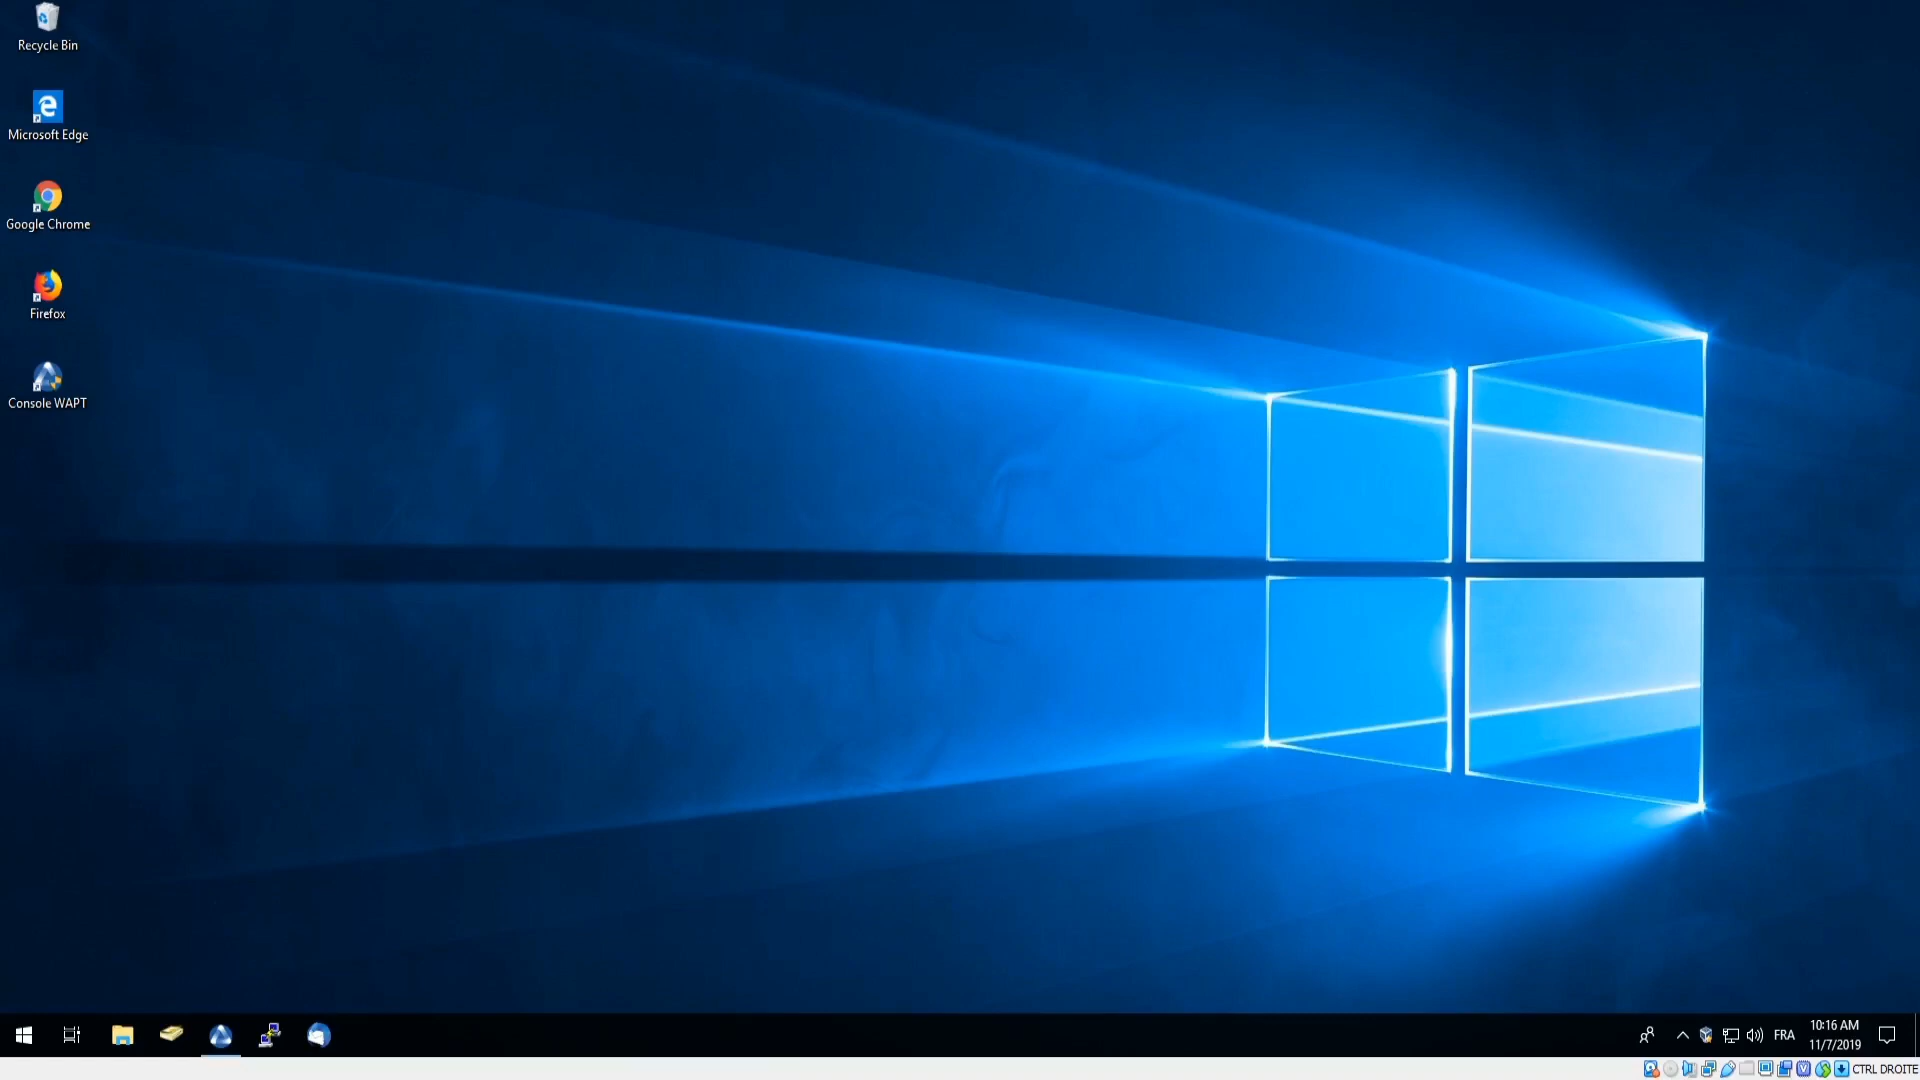 Recycle Bin
Microsoft Edge
Google Chrome
Firefox
Console WAPT
FRA
10:16 AM
11/7/2019
CTRL DROITE